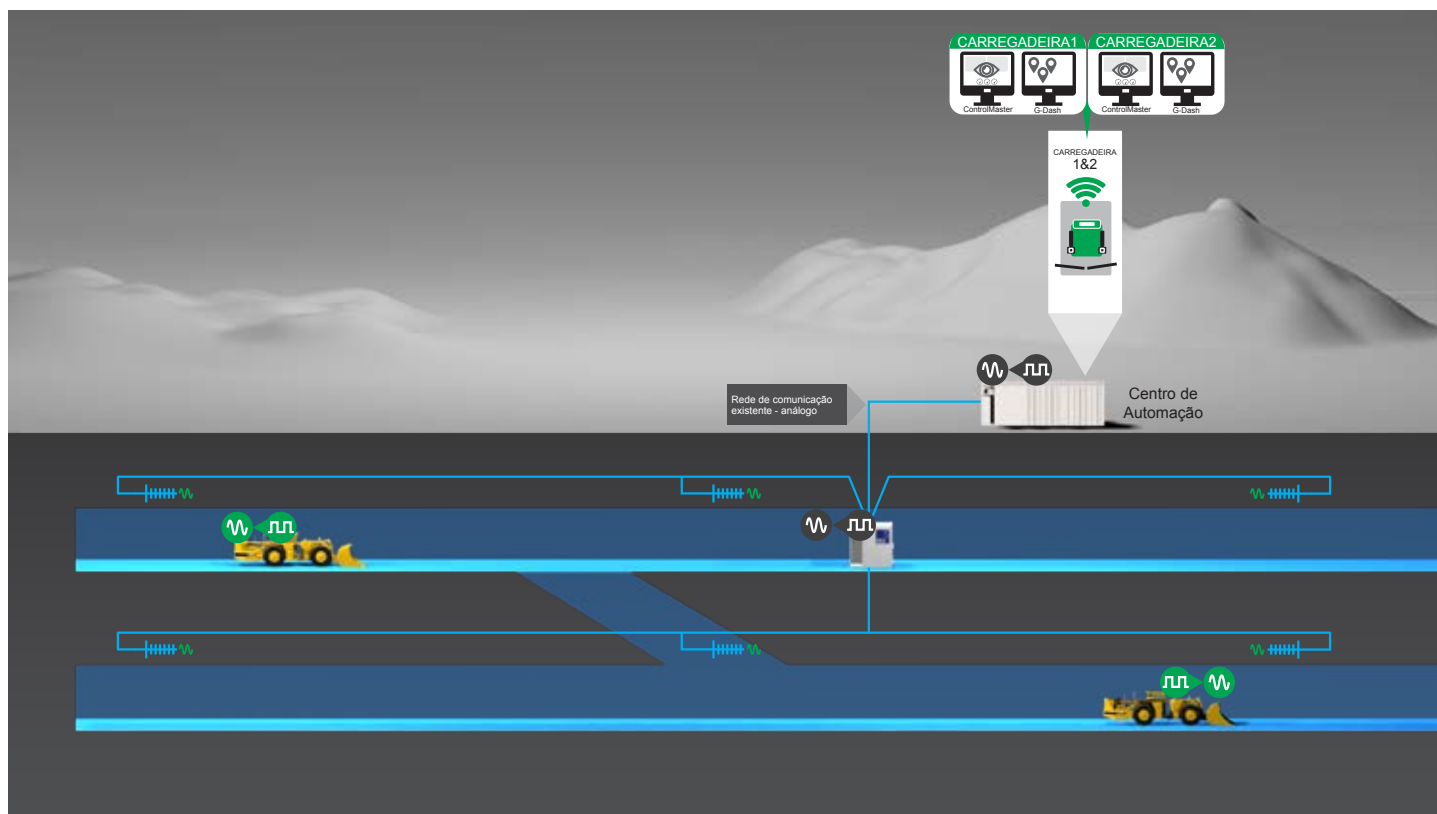 CARREGADEIRA1
CARREGADEIRA2
ControlMaster
G-Dash
ControlMaster
G-Dash
CARREGADEIRA
1&2
Rede de comunicação
existente - análogo
Centro de
Automação